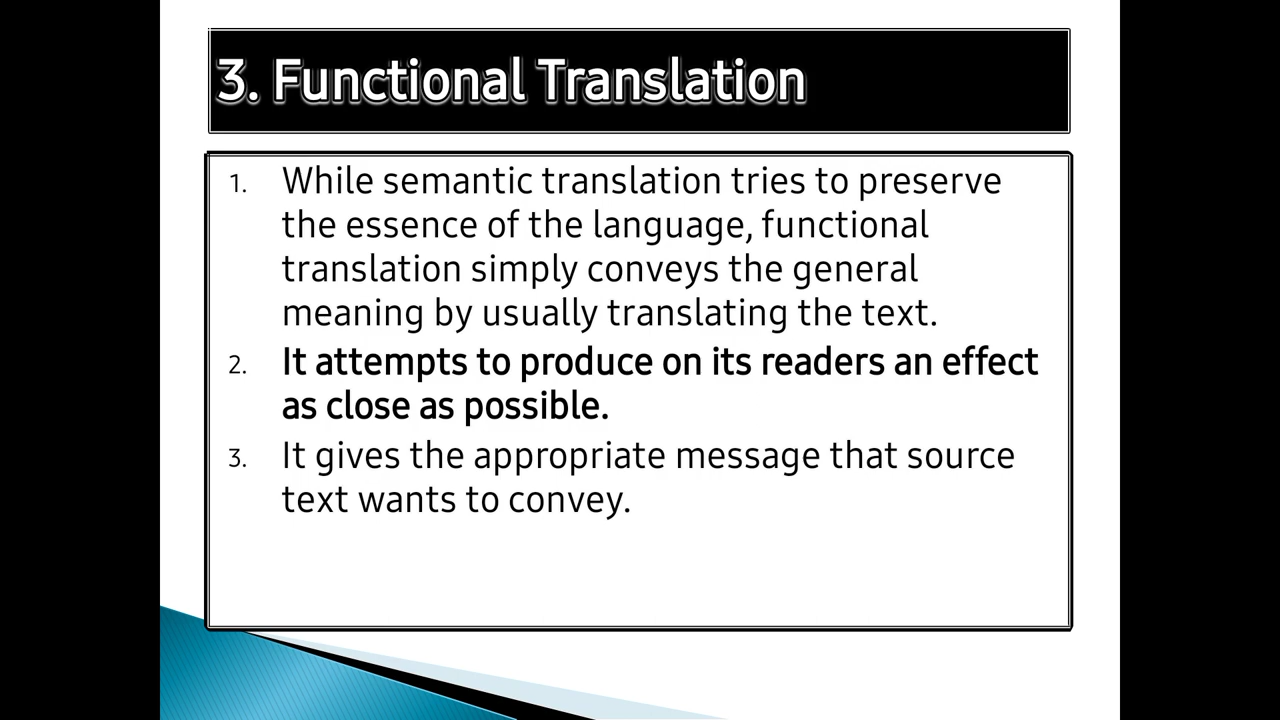 3. Functional Translation
1. While semantic translation tries to preserve
the essence of the language, functional
translation simply conveys the general
meaning by usually translating the text.
2. It attempts to produce on its readers an effect
as close as possible.
3. It gives the appropriate message that source
text wants to convey.